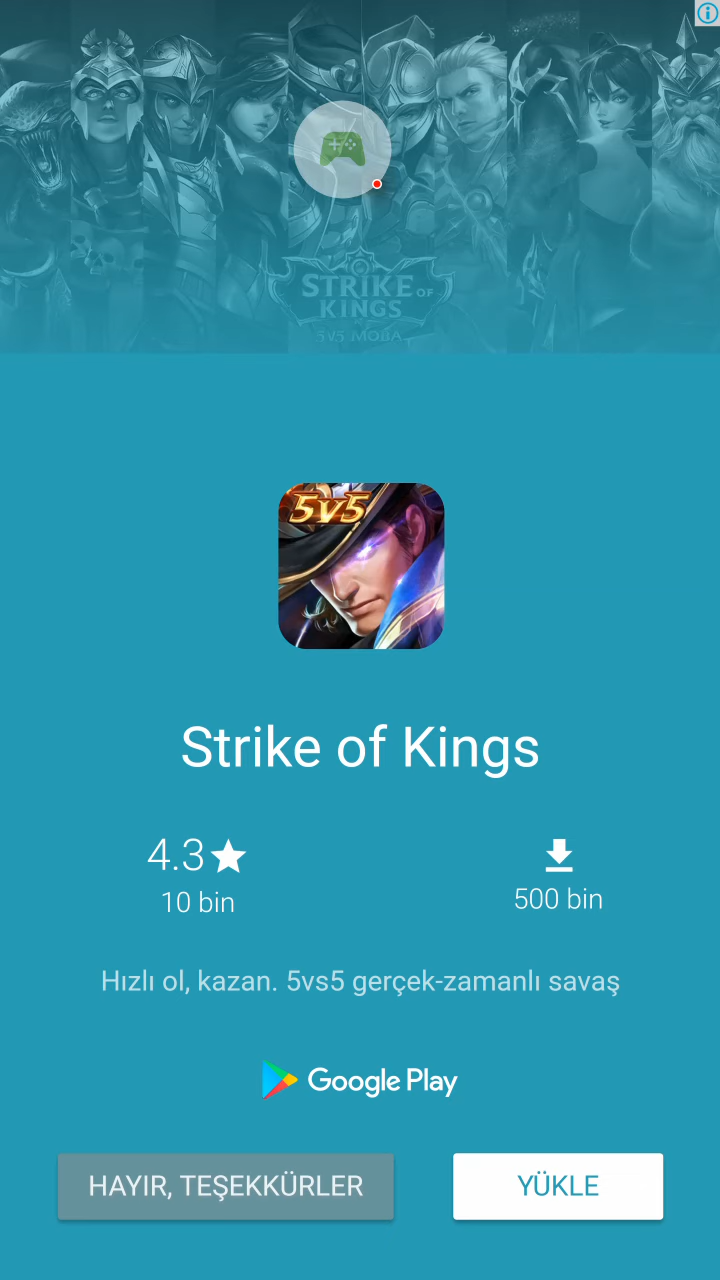 STRIKE OF
KINGS
5V5 MOBA
5v5
Strike of Kings
4.3
10 bin
500 bin
Hızlı ol, kazan. 5vs5 gerçek-zamanlı savaş
Google Play
HAYIR, TEŞEKKÜRLER
YÜKLE